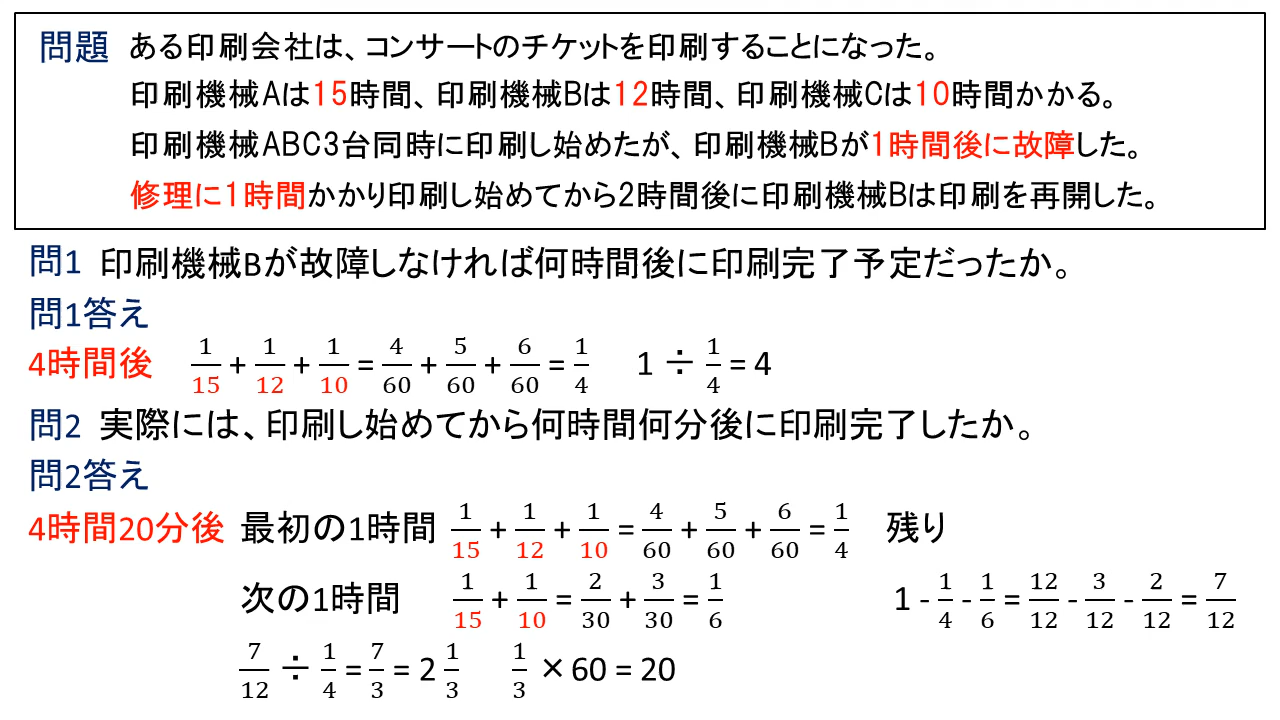 問題 ある印刷会社は、コンサートのチケットを印刷することになった。
印刷機械Aは15時間、印刷機械Bは12時間、印刷機械Cは10時間かかる。
印刷機械ABC3台同時に印刷し始めたが、印刷機械Bが1時間後に故障した。
修理に1時間かかり印刷し始めてから2時間後に印刷機械Bは印刷を再開した。
問1 印刷機械Bが故障しなければ何時間後に印刷完了予定だったか。
問1答え
4時間後 1/15 + 1/12 + 1/10 = 4/60 + 5/60 + 6/60 = 1/4 1 ÷ 1/4 = 4
問2 実際には、印刷し始めてから何時間何分後に印刷完了したか。
問2答え
4時間20分後 最初の1時間 1/15 + 1/12 + 1/10 = 4/60 + 5/60 + 6/60 = 1/4 残り
次の1時間 1/15 + 1/10 = 2/30 + 3/30 = 1/6 1 - 1/4 - 1/6 = 12/12 - 3/12 - 2/12 = 7/12
7/12 ÷ 1/4 = 7/3 = 2 1/3 1/3 × 60 = 20